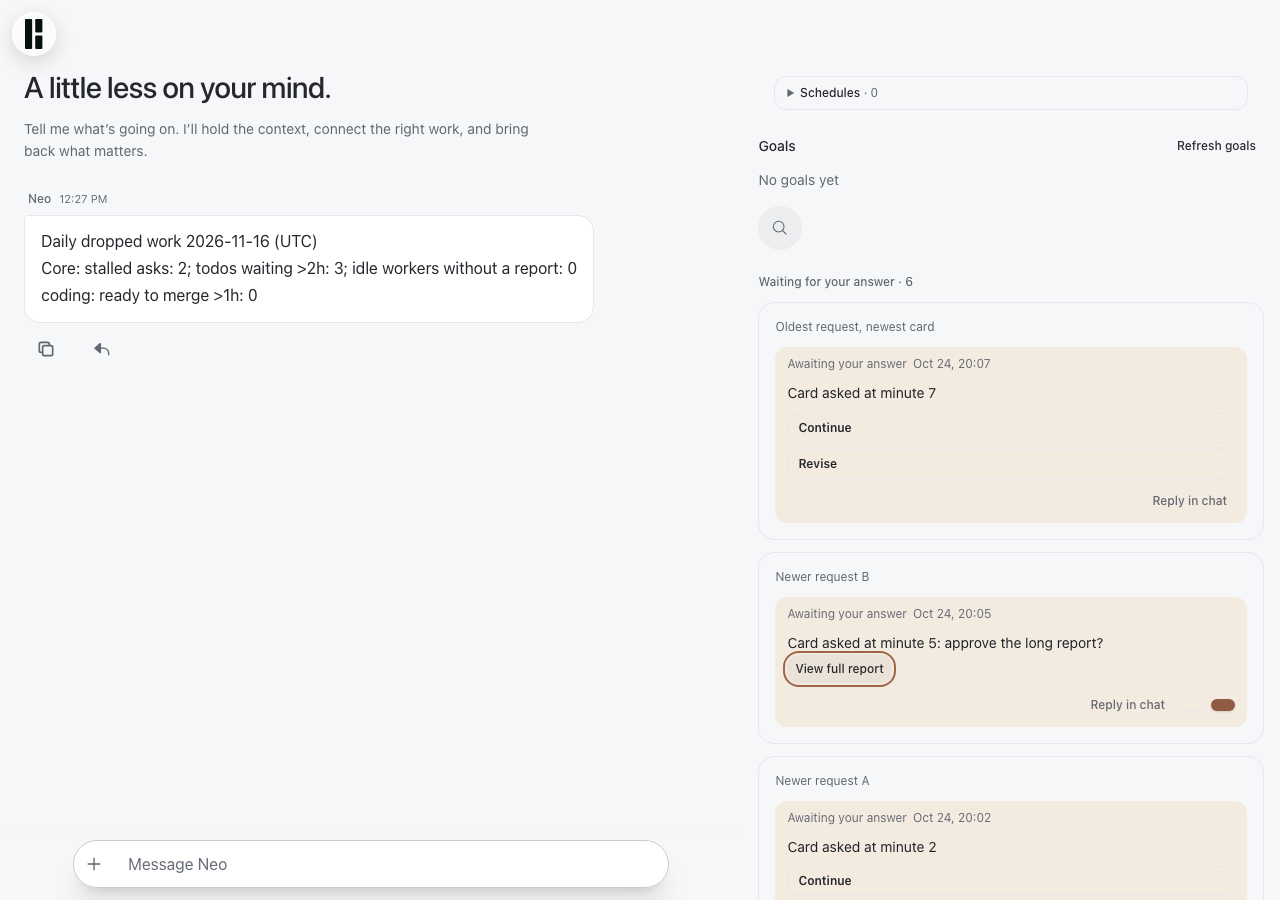 A little less on your mind.
Tell me what’s going on. I’ll hold the context, connect the right work, and bring
back what matters.
Neo 12:27 PM
Daily dropped work 2026-11-16 (UTC)
Core: stalled asks: 2; todos waiting >2h: 3; idle workers without a report: 0
coding: ready to merge >1h: 0
Message Neo
Schedules · 0
Goals
Refresh goals
No goals yet
Waiting for your answer · 6
Oldest request, newest card
Awaiting your answer Oct 24, 20:07
Card asked at minute 7
Continue
Revise
Reply in chat
Newer request B
Awaiting your answer Oct 24, 20:05
Card asked at minute 5: approve the long report?
View full report
Reply in chat
Newer request A
Awaiting your answer Oct 24, 20:02
Card asked at minute 2
Continue